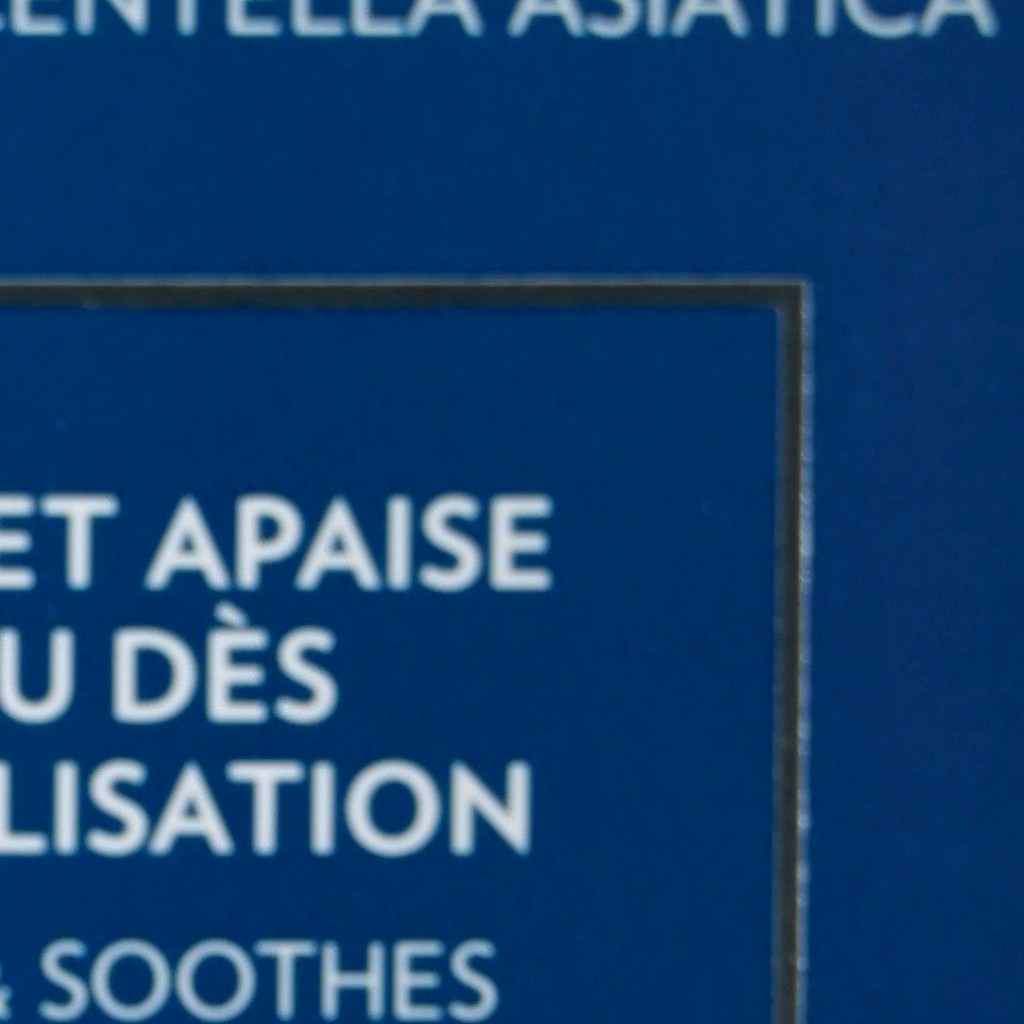 CENTELLA ASIATICA
ET APAISE
U DÈS
LISATION
& SOOTHES